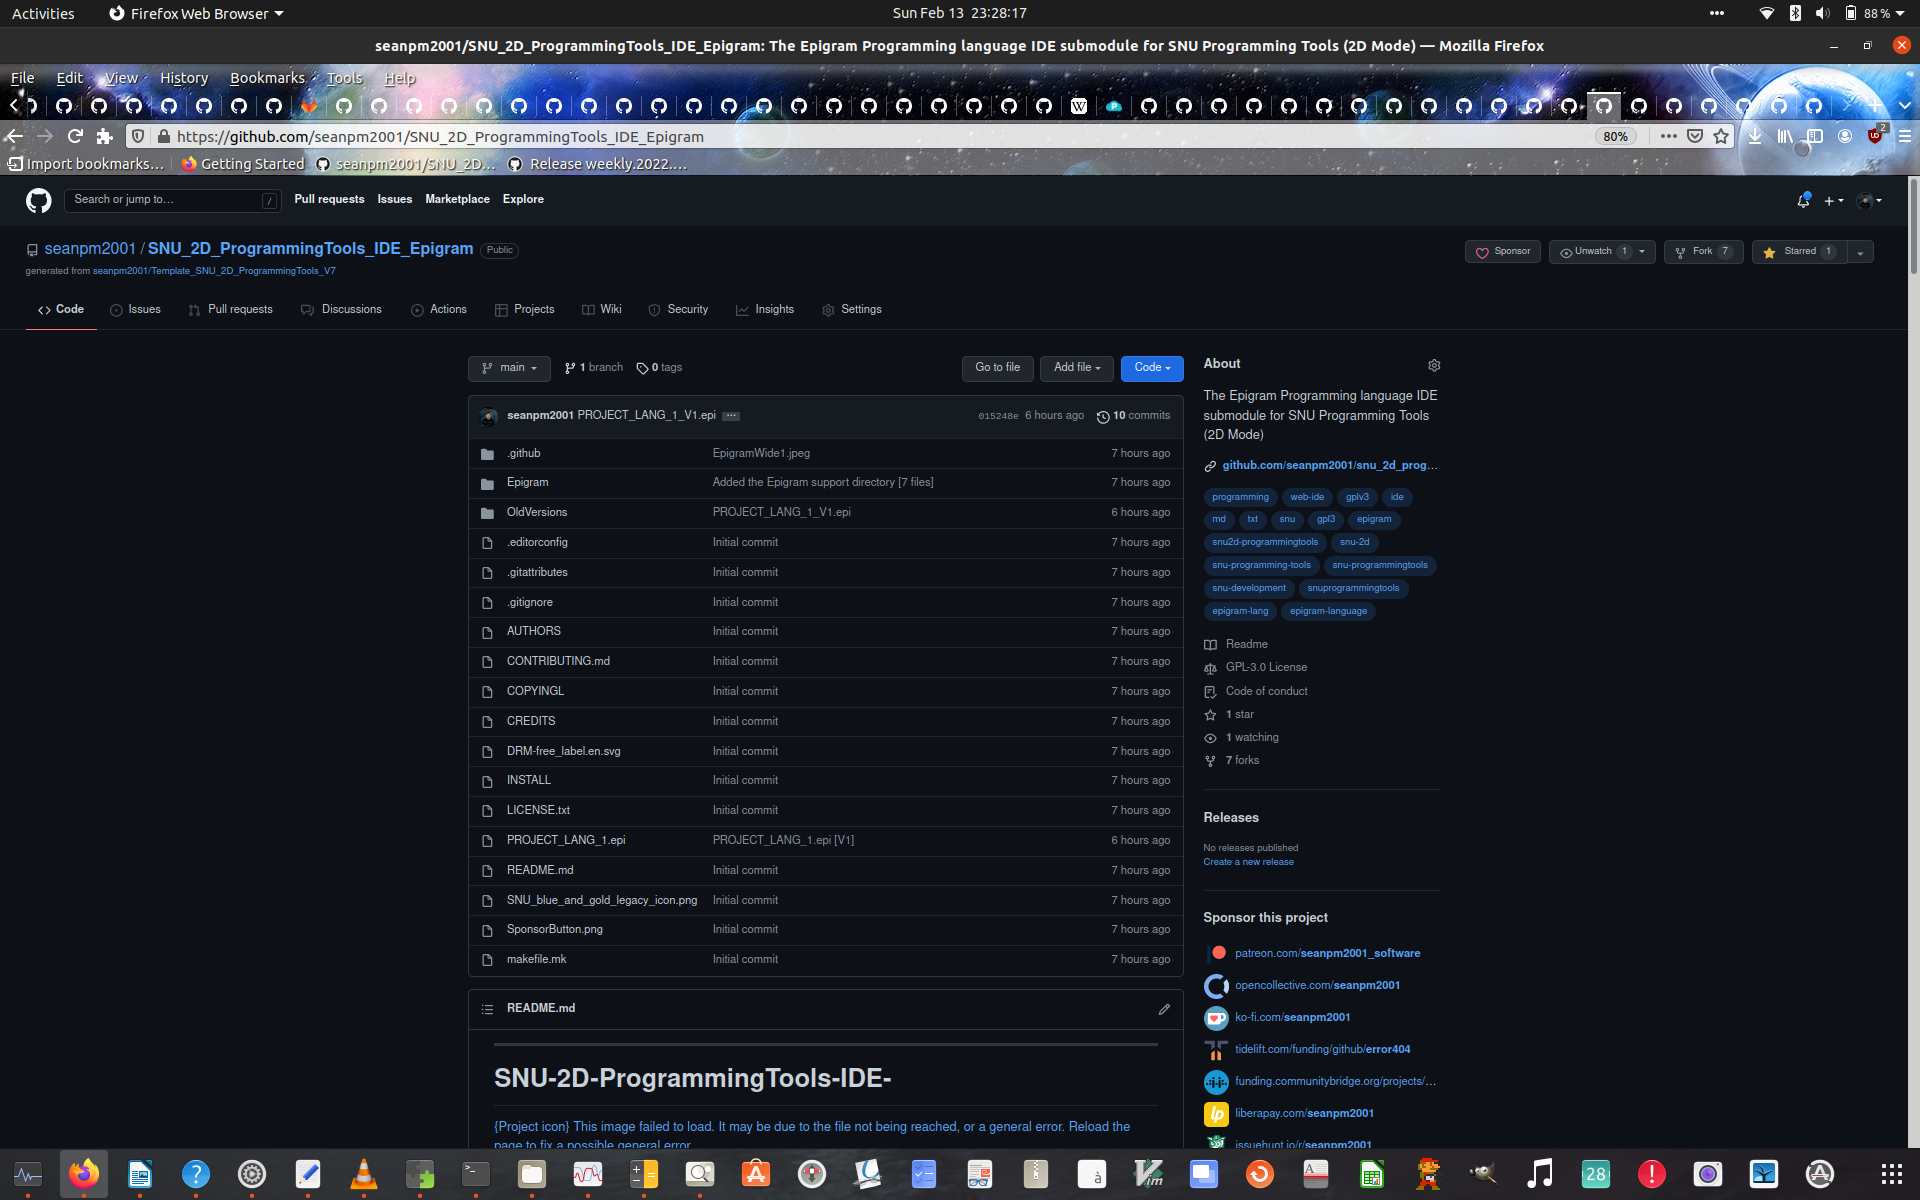 Activities
Firefox Web Browser
Sun Feb 13 23:28:17
88 %
seanpm2001/SNU_2D_ProgrammingTools_IDE_Epigram: The Epigram Programming language IDE submodule for SNU Programming Tools (2D Mode) — Mozilla Firefox
File Edit View History Bookmarks Tools Help
https://github.com/seanpm2001/SNU_2D_ProgrammingTools_IDE_Epigram
80%
2
Import bookmarks...
Getting Started
seanpm2001/SNU_2D...
Release weekly.2022....
Search or jump to...
/
Pull requests Issues Marketplace Explore
seanpm2001 / SNU_2D_ProgrammingTools_IDE_Epigram Public
generated from seanpm2001/Template_SNU_2D_ProgrammingTools_V7
Sponsor
Unwatch 1
Fork 7
Starred 1
Code Issues Pull requests Discussions Actions Projects Wiki Security Insights Settings
main 1 branch 0 tags
Go to file Add file Code
seanpm2001 PROJECT_LANG_1_V1.epi ... 015248e 6 hours ago 10 commits
.github EpigramWide1.jpeg 7 hours ago
Epigram Added the Epigram support directory [7 files] 7 hours ago
OldVersions PROJECT_LANG_1_V1.epi 6 hours ago
.editorconfig Initial commit 7 hours ago
.gitattributes Initial commit 7 hours ago
.gitignore Initial commit 7 hours ago
AUTHORS Initial commit 7 hours ago
CONTRIBUTING.md Initial commit 7 hours ago
COPYINGL Initial commit 7 hours ago
CREDITS Initial commit 7 hours ago
DRM-free_label.en.svg Initial commit 7 hours ago
INSTALL Initial commit 7 hours ago
LICENSE.txt Initial commit 7 hours ago
PROJECT_LANG_1.epi PROJECT_LANG_1.epi [V1] 6 hours ago
README.md Initial commit 7 hours ago
SNU_blue_and_gold_legacy_icon.png Initial commit 7 hours ago
SponsorButton.png Initial commit 7 hours ago
makefile.mk Initial commit 7 hours ago
README.md
SNU-2D-ProgrammingTools-IDE-
{Project icon} This image failed to load. It may be due to the file not being reached, or a general error. Reload the
page to fix a possible general error.
About
The Epigram Programming language IDE
submodule for SNU Programming Tools
(2D Mode)
github.com/seanpm2001/snu_2d_prog...
programming web-ide gplv3 ide
md txt snu gpl3 epigram
snu2d-programmingtools snu-2d
snu-programming-tools snu-programmingtools
snu-development snuprogrammingtools
epigram-lang epigram-language
Readme
GPL-3.0 License
Code of conduct
1 star
1 watching
7 forks
Releases
No releases published
Create a new release
Sponsor this project
patreon.com/seanpm2001_software
opencollective.com/seanpm2001
ko-fi.com/seanpm2001
tidelift.com/funding/github/error404
funding.communitybridge.org/projects/...
liberapay.com/seanpm2001
issuehunt.io/r/seanpm2001
28